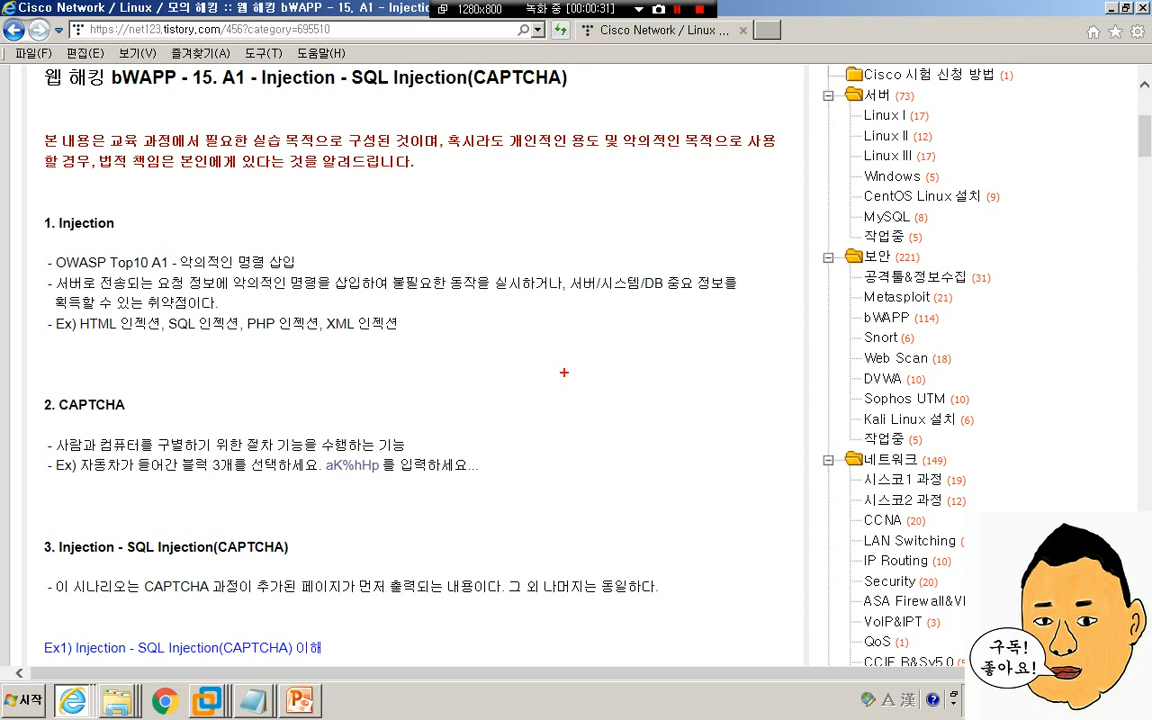 Cisco Network / Linux / 모의 해킹 :: 웹 해킹 bWAPP - 15. A1 - Injectio
1280x800 녹화 중 [00:00:31]
https://net123.tistory.com/456?category=695510
Cisco Network / Linux ...
파일(F) 편집(E) 보기(V) 즐겨찾기(A) 도구(T) 도움말(H)
웹 해킹 bWAPP - 15. A1 - Injection - SQL Injection(CAPTCHA)
본 내용은 교육 과정에서 필요한 실습 목적으로 구성된 것이며, 혹시라도 개인적인 용도 및 악의적인 목적으로 사용
할 경우, 법적 책임은 본인에게 있다는 것을 알려드립니다.
1. Injection
- OWASP Top10 A1 - 악의적인 명령 삽입
- 서버로 전송되는 요청 정보에 악의적인 명령을 삽입하여 불필요한 동작을 실시하거나, 서버/시스템/DB 중요 정보를
획득할 수 있는 취약점이다.
- Ex) HTML 인젝션, SQL 인젝션, PHP 인젝션, XML 인젝션
2. CAPTCHA
- 사람과 컴퓨터를 구별하기 위한 절차 기능을 수행하는 기능
- Ex) 자동차가 들어간 블럭 3개를 선택하세요. aK%hHp 를 입력하세요...
3. Injection - SQL Injection(CAPTCHA)
- 이 시나리오는 CAPTCHA 과정이 추가된 페이지가 먼저 출력되는 내용이다. 그 외 나머지는 동일하다.
Ex1) Injection - SQL Injection(CAPTCHA) 이해
Cisco 시험 신청 방법 (1)
서버 (73)
Linux I (17)
Linux II (12)
Linux III (17)
Windows (5)
CentOS Linux 설치 (9)
MySQL (8)
작업중 (5)
보안 (221)
공격툴&정보수집 (31)
Metasploit (21)
bWAPP (114)
Snort (6)
Web Scan (18)
DVWA (10)
Sophos UTM (10)
Kali Linux 설치 (6)
작업중 (5)
네트워크 (149)
시스코1 과정 (19)
시스코2 과정 (12)
CCNA (20)
LAN Switching (
IP Routing (10)
Security (20)
ASA Firewall&VI
VoIP&IPT (3)
QoS (1)
CCIE R&Sv5.0 (5
구독!
좋아요!
시작
A 漢